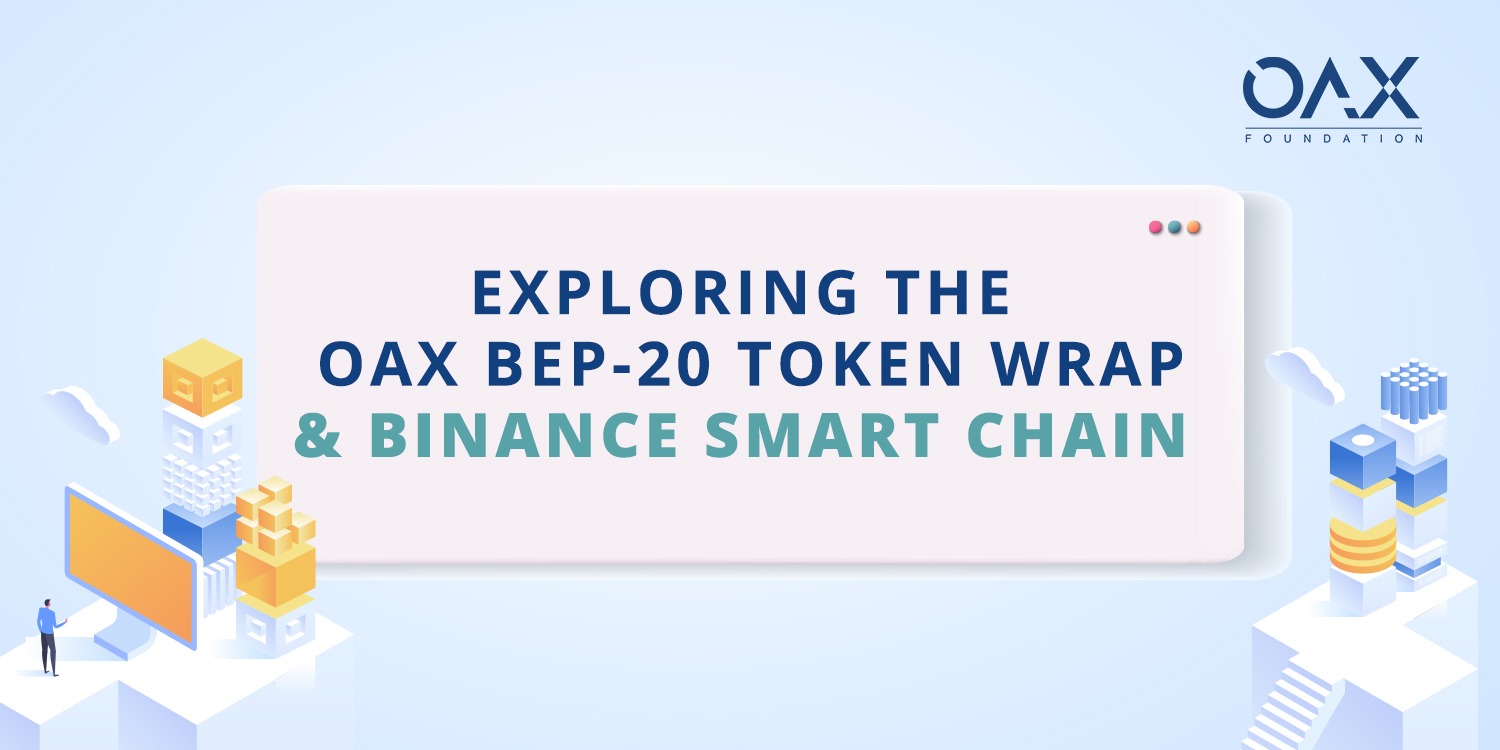 OAX
FOUNDATION
EXPLORING THE
OAX BEP-20 TOKEN WRAP
& BINANCE SMART CHAIN